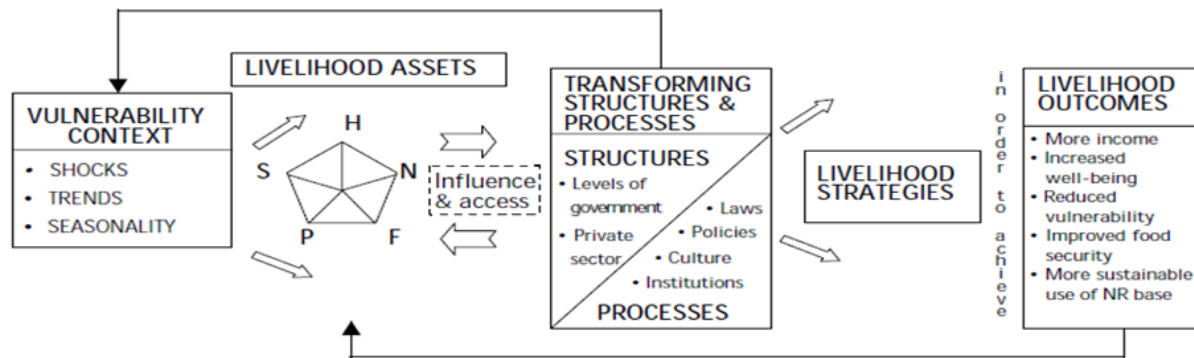 VULNERABILITY
CONTEXT
• SHOCKS
• TRENDS
• SEASONALITY
LIVELIHOOD ASSETS
H
S
N
P
F
Influence
& access
TRANSFORMING
STRUCTURES &
PROCESSES
STRUCTURES
• Levels of
government
• Private
sector
• Laws
• Policies
• Culture
• Institutions
PROCESSES
LIVELIHOOD
STRATEGIES
in order to achieve
LIVELIHOOD
OUTCOMES
• More income
• Increased
well-being
• Reduced
vulnerability
• Improved food
security
• More sustainable
use of NR base